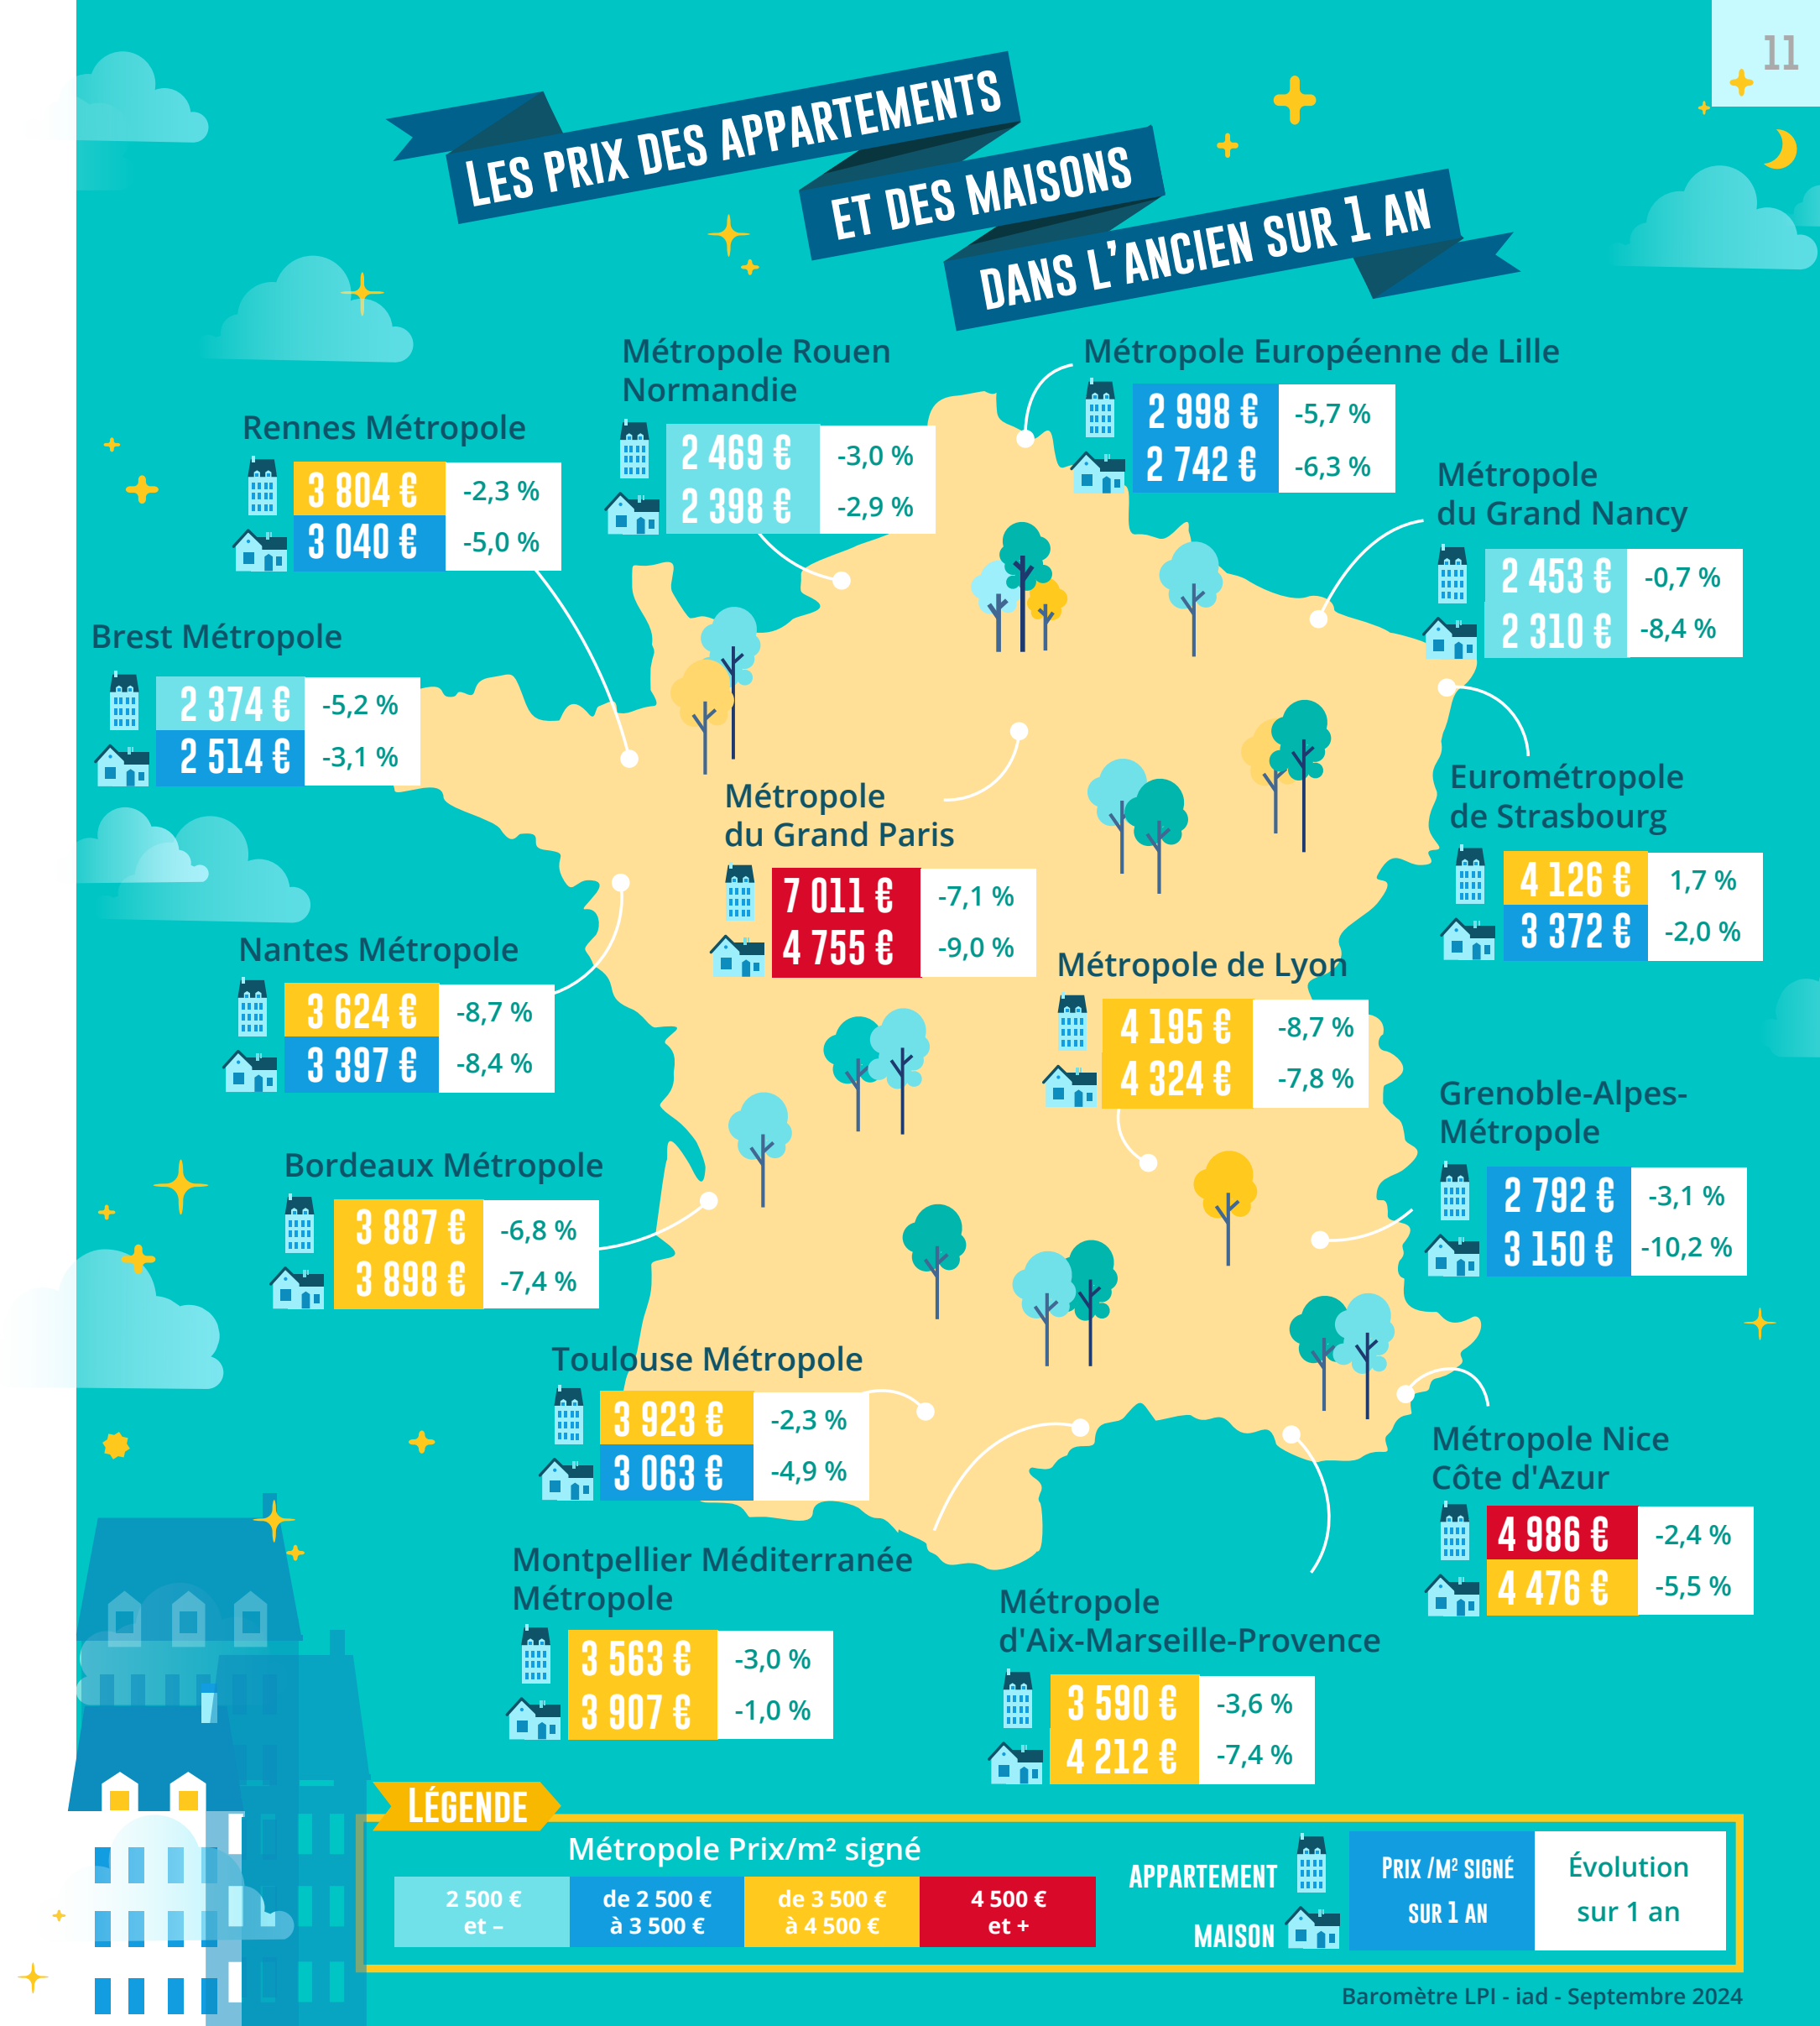 11
LES PRIX DES APPARTEMENTS
ET DES MAISONS
DANS L'ANCIEN SUR 1 AN
Métropole Rouen
Normandie
2 469 € -3,0 %
2 398 € -2,9 %
Métropole Européenne de Lille
2 998 € -5,7 %
2 742 € -6,3 %
Rennes Métropole
3 804 € -2,3 %
3 040 € -5,0 %
Métropole
du Grand Nancy
2 453 € -0,7 %
2 310 € -8,4 %
Brest Métropole
2 374 € -5,2 %
2 514 € -3,1 %
Métropole
du Grand Paris
7 011 € -7,1 %
4 755 € -9,0 %
Eurométropole
de Strasbourg
4 126 € 1,7 %
3 372 € -2,0 %
Nantes Métropole
3 624 € -8,7 %
3 397 € -8,4 %
Métropole de Lyon
4 195 € -8,7 %
4 324 € -7,8 %
Grenoble-Alpes-
Métropole
2 792 € -3,1 %
3 150 € -10,2 %
Bordeaux Métropole
3 887 € -6,8 %
3 898 € -7,4 %
Toulouse Métropole
3 923 € -2,3 %
3 063 € -4,9 %
Métropole Nice
Côte d'Azur
4 986 € -2,4 %
4 476 € -5,5 %
Montpellier Méditerranée
Métropole
3 563 € -3,0 %
3 907 € -1,0 %
Métropole
d'Aix-Marseille-Provence
3 590 € -3,6 %
4 212 € -7,4 %
LÉGENDE
Métropole Prix/m² signé
2 500 €
et –
de 2 500 €
à 3 500 €
de 3 500 €
à 4 500 €
4 500 €
et +
APPARTEMENT
MAISON
PRIX /M² SIGNÉ
SUR 1 AN
Évolution
sur 1 an
Baromètre LPI - iad - Septembre 2024